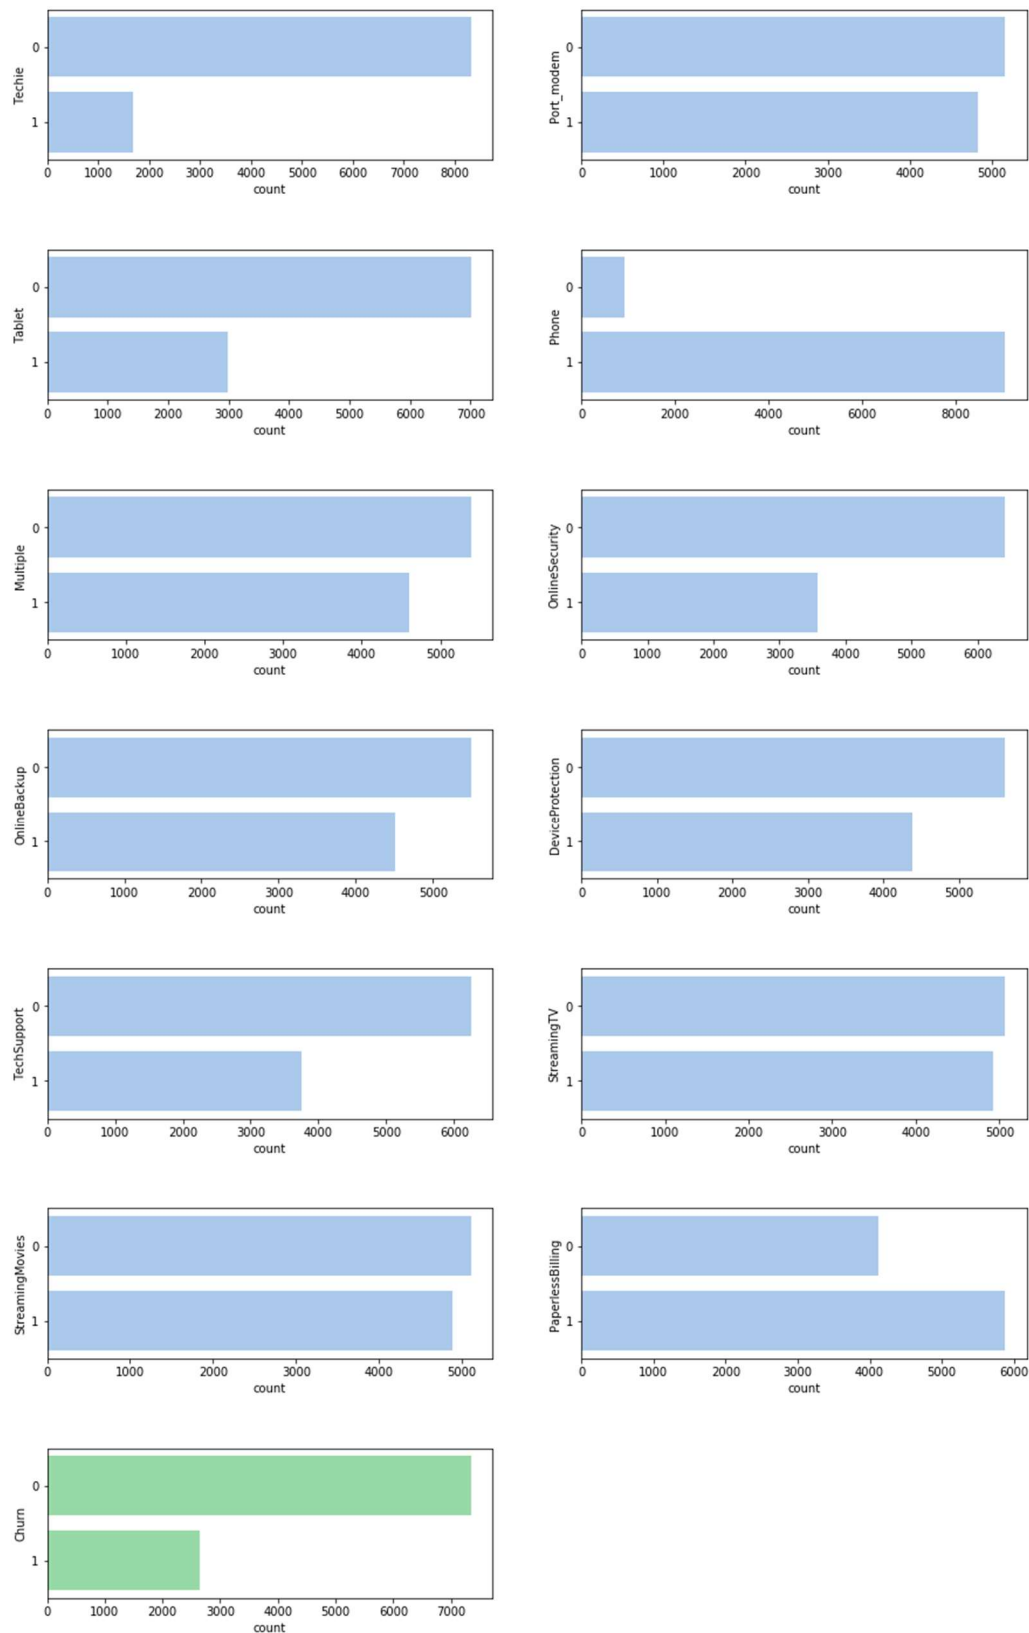 Techie
0
1
0 1000 2000 3000 4000 5000 6000 7000 8000
count
Port_modem
0
1
0 1000 2000 3000 4000 5000
count
Tablet
0
1
0 1000 2000 3000 4000 5000 6000 7000
count
Phone
0
1
0 2000 4000 6000 8000
count
Multiple
0
1
0 1000 2000 3000 4000 5000
count
OnlineSecurity
0
1
0 1000 2000 3000 4000 5000 6000
count
OnlineBackup
0
1
0 1000 2000 3000 4000 5000
count
DeviceProtection
0
1
0 1000 2000 3000 4000 5000
count
TechSupport
0
1
0 1000 2000 3000 4000 5000 6000
count
StreamingTV
0
1
0 1000 2000 3000 4000 5000
count
StreamingMovies
0
1
0 1000 2000 3000 4000 5000
count
PaperlessBilling
0
1
0 1000 2000 3000 4000 5000 6000
count
Churn
0
1
0 1000 2000 3000 4000 5000 6000 7000
count